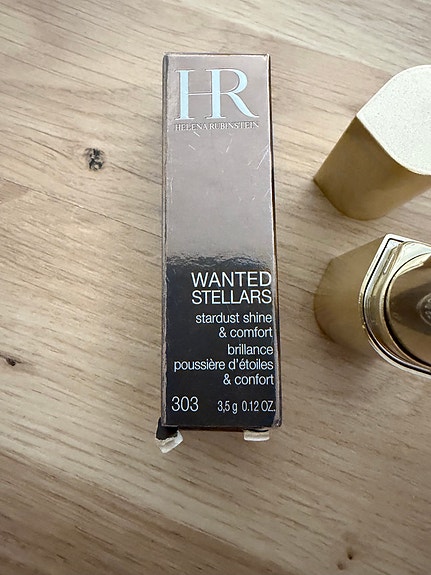 HR
HELENA RUBINSTEIN
WANTED
STELLARS
stardust shine
& comfort
brillance
poussière d'étoiles
& confort
303 3,5 g 0.12 OZ.